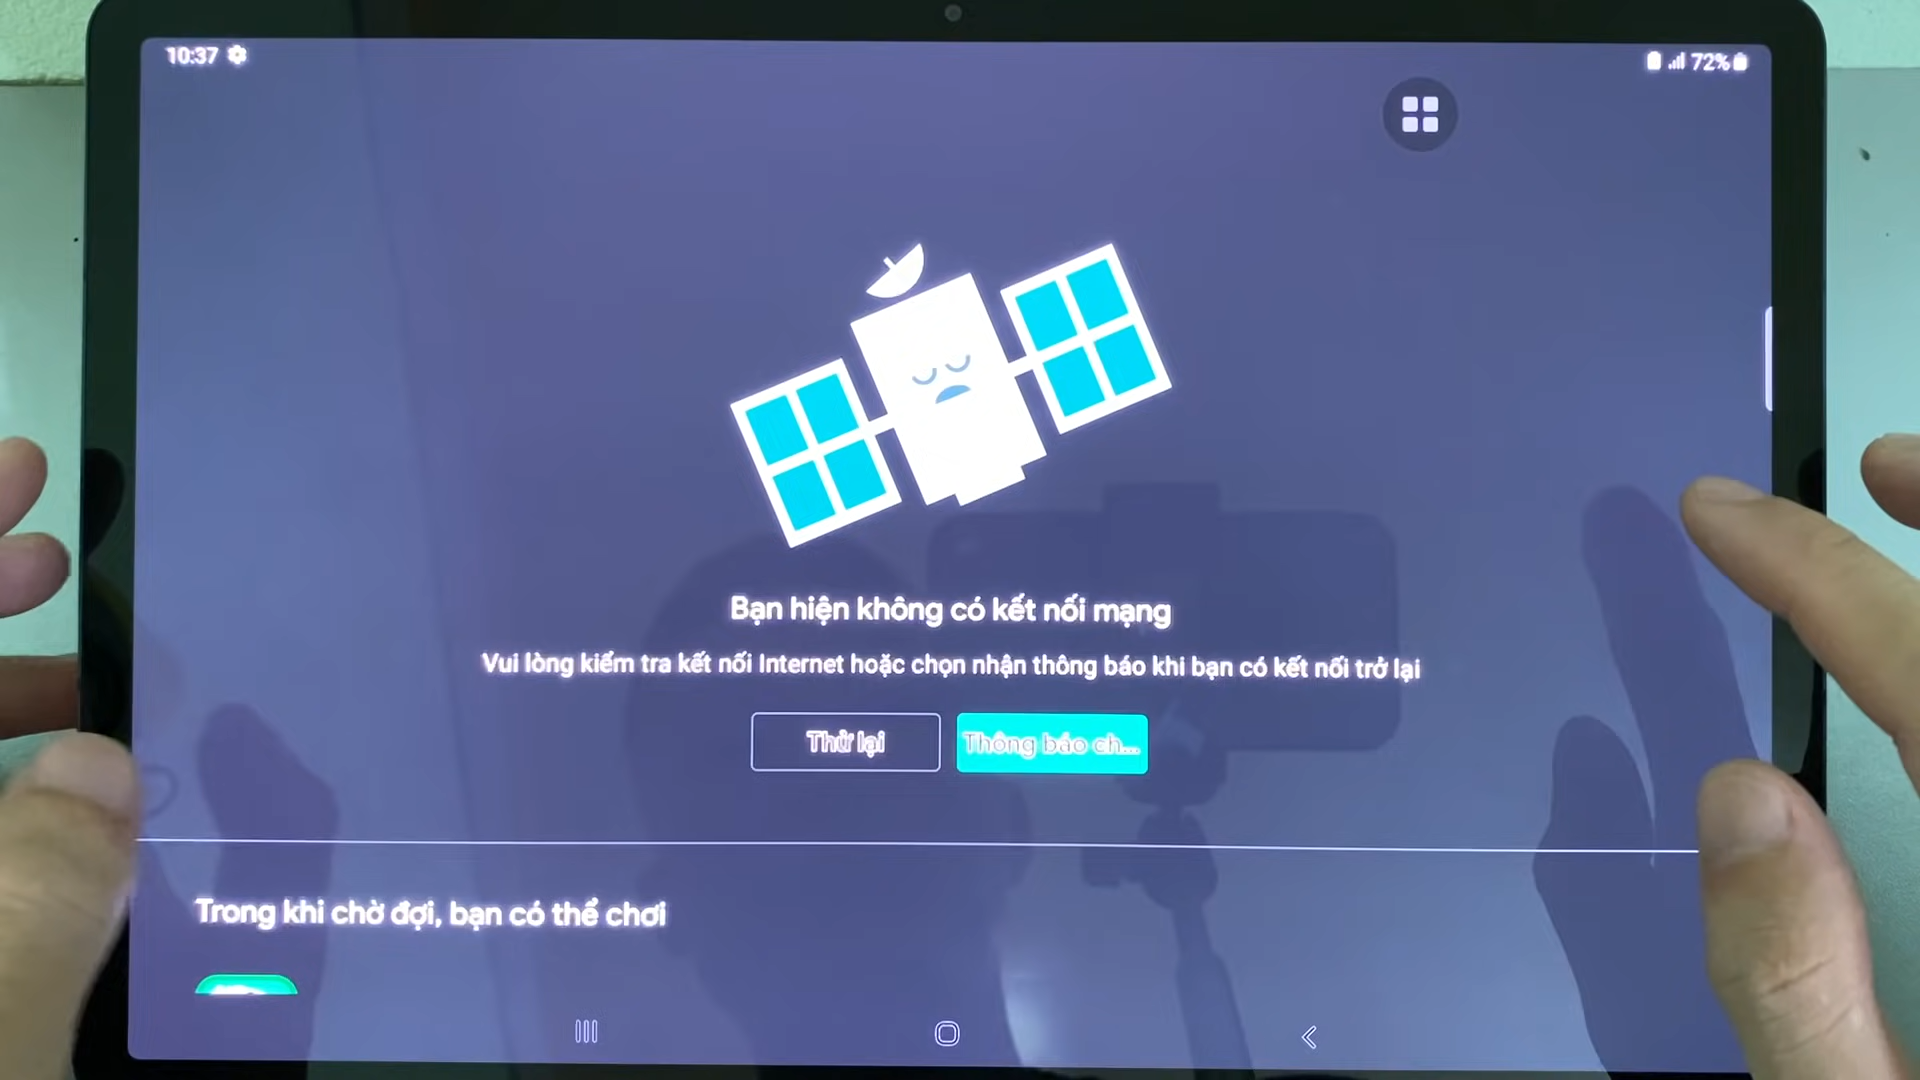 10:37
72%
Bạn hiện không có kết nối mạng
Vui lòng kiểm tra kết nối Internet hoặc chọn nhận thông báo khi bạn có kết nối trở lại
Thử lại
Thông báo ch...
Trong khi chờ đợi, bạn có thể chơi